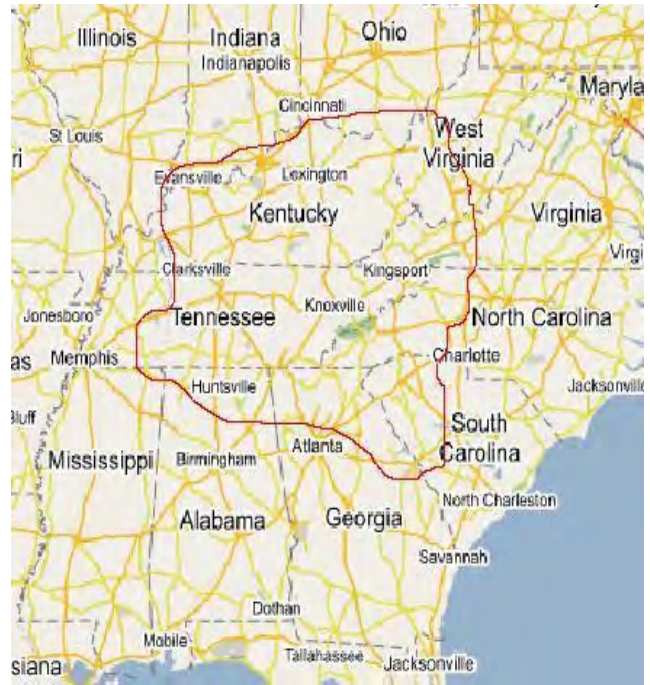 Illinois
Indiana
Ohio
Indianapolis
Maryla
Cincinnati
St Louis
West
Virginia
ri
Evansville
Lexington
Kentucky
Virginia
Virgi
Clarksville
Kingsport
Jonesboro
Tennessee
Knoxville
North Carolina
as
Memphis
Charlotte
Huntsville
Jacksonville
Bluff
South
Carolina
Mississippi
Birmingham
Atlanta
North Charleston
Alabama
Georgia
Savannah
Dothan
Mobile
siana
Tallahassee
Jacksonville